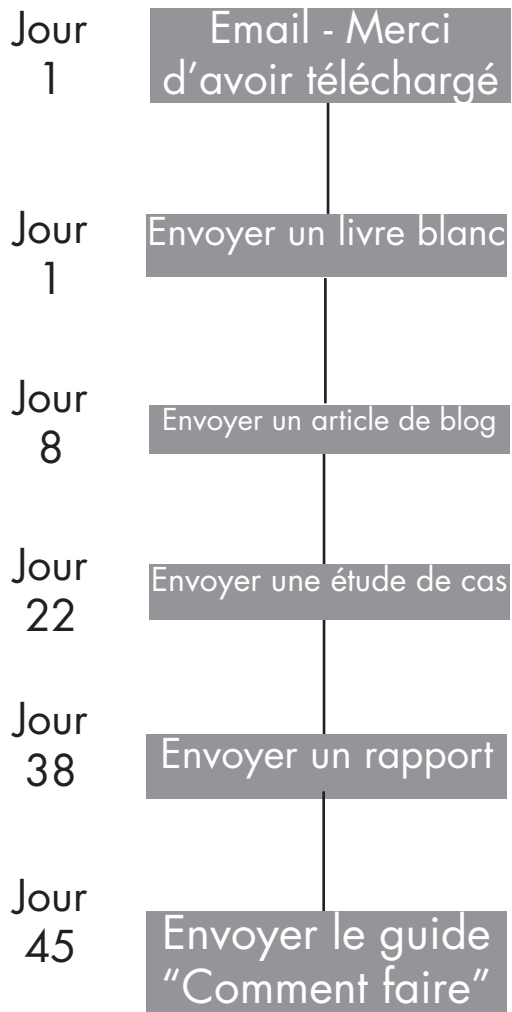 Jour
1
Email - Merci
d’avoir téléchargé
Jour
1
Envoyer un livre blanc
Jour
8
Envoyer un article de blog
Jour
22
Envoyer une étude de cas
Jour
38
Envoyer un rapport
Jour
45
Envoyer le guide
“Comment faire”